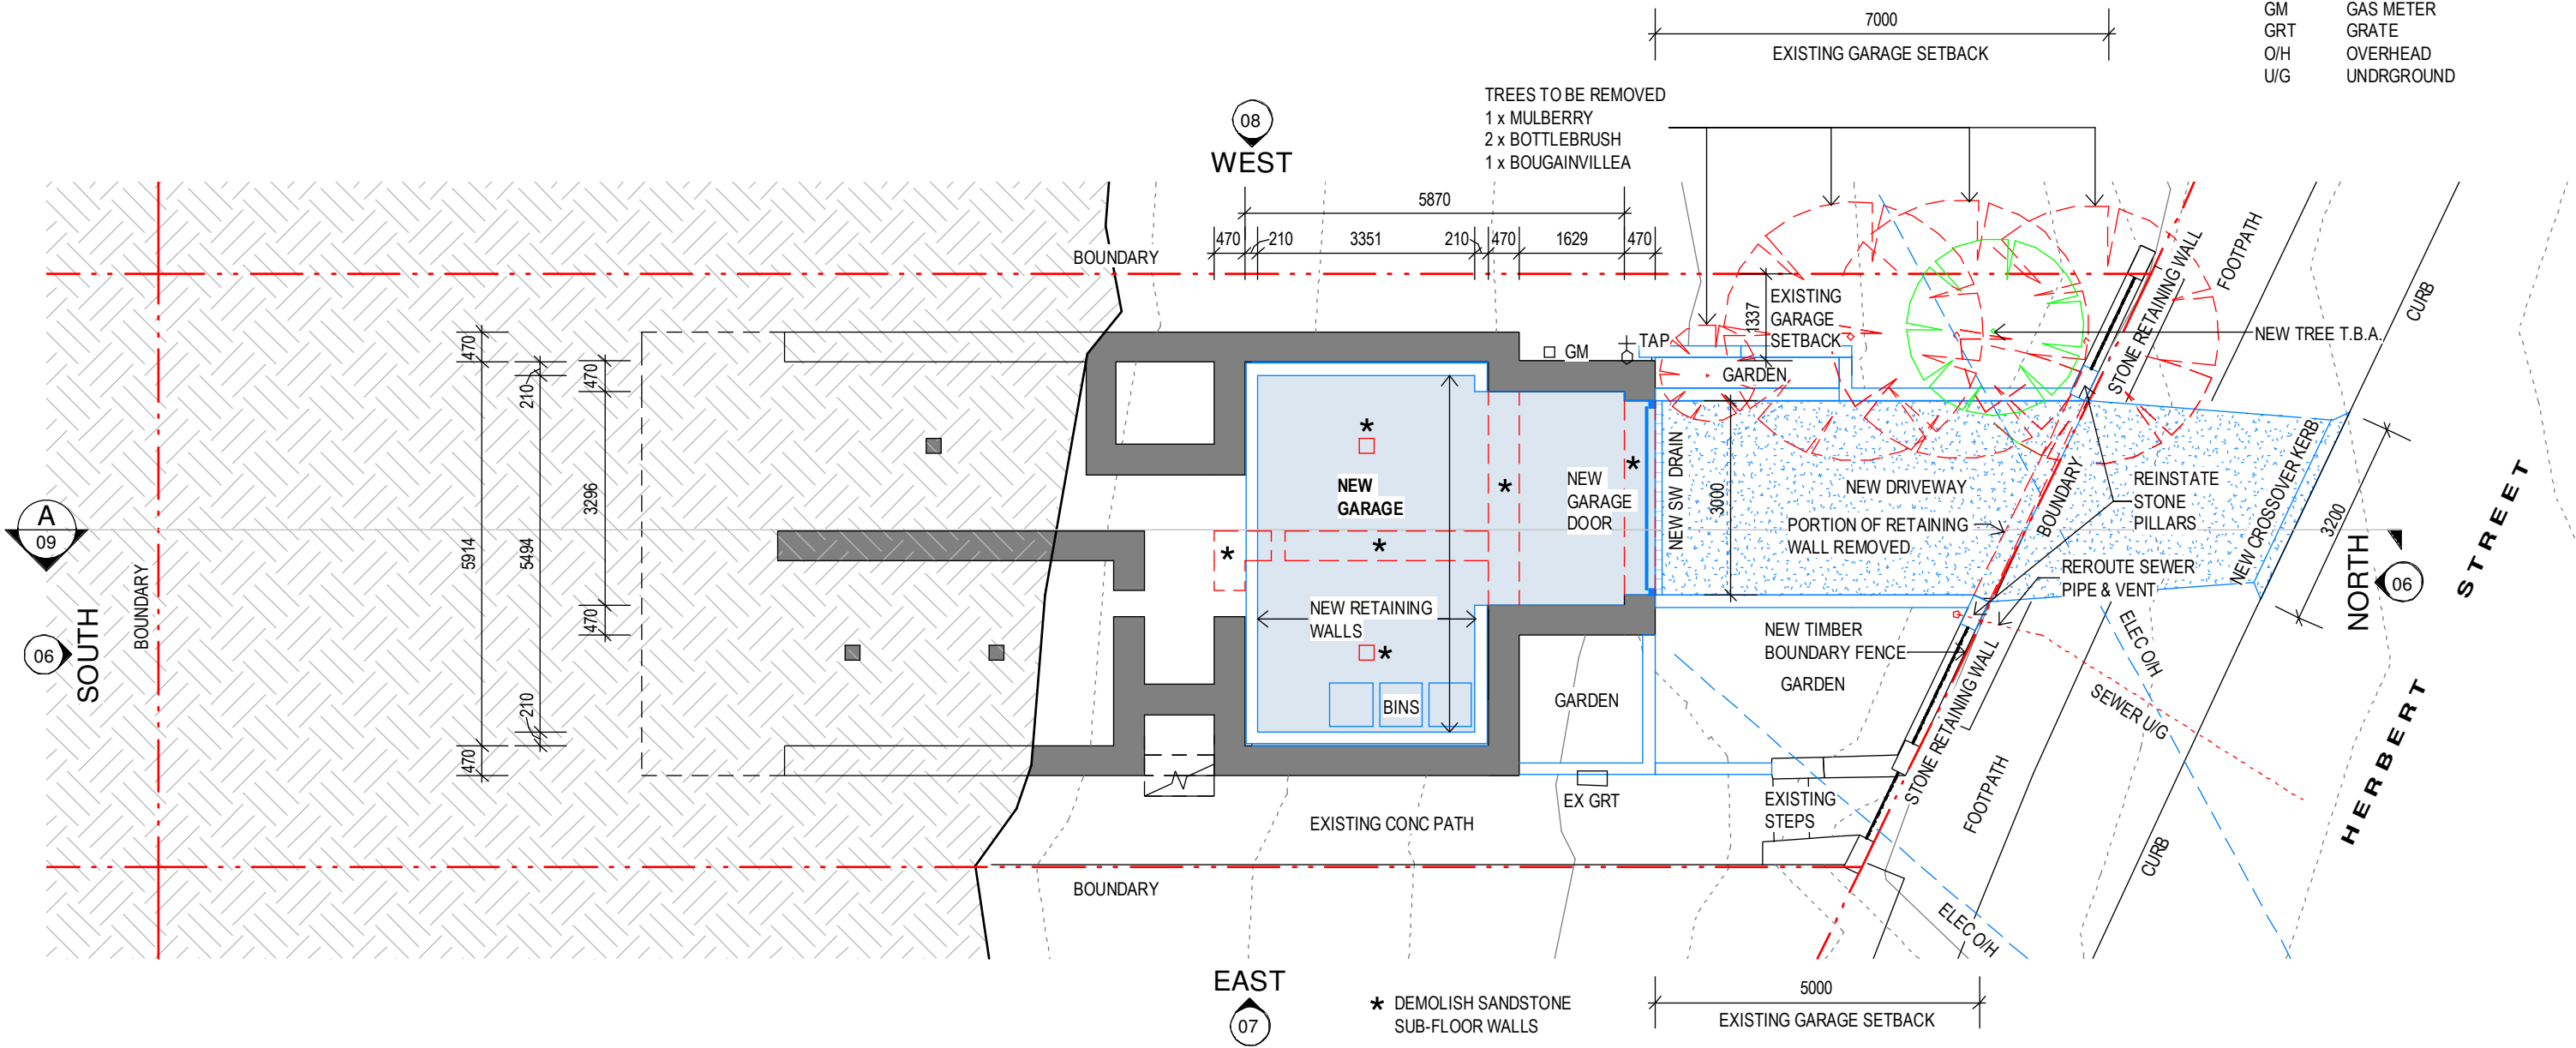 7000
EXISTING GARAGE SETBACK
GM GAS METER
GRT GRATE
O/H OVERHEAD
U/G UNDRGROUND
TREES TO BE REMOVED
1 x MULBERRY
2 x BOTTLEBRUSH
1 x BOUGAINVILLEA
08
WEST
5870
470 210 3351 210 470 1629 470
BOUNDARY
FOOTPATH
CURB
STONE RETAINING WALL
1337
EXISTING
GARAGE
SETBACK
TAP
GM
GARDEN
NEW TREE T.B.A.
470
210
470
3296
5914
5494
470
210
470
NEW
GARAGE
NEW
GARAGE
DOOR
NEW SW DRAIN
3000
NEW DRIVEWAY
PORTION OF RETAINING
WALL REMOVED
BOUNDARY
REINSTATE
STONE
PILLARS
NEW CROSSOVER KERB
3200
A
09
BOUNDARY
SOUTH
06
NORTH
06
HERBERT STREET
REROUTE SEWER
PIPE & VENT
NEW RETAINING
WALLS
NEW TIMBER
BOUNDARY FENCE
GARDEN
ELEC O/H
SEWER U/G
BINS
GARDEN
STONE RETAINING WALL
FOOTPATH
CURB
EX GRT
EXISTING
STEPS
EXISTING CONC PATH
BOUNDARY
ELEC O/H
EAST
07
* DEMOLISH SANDSTONE
SUB-FLOOR WALLS
5000
EXISTING GARAGE SETBACK